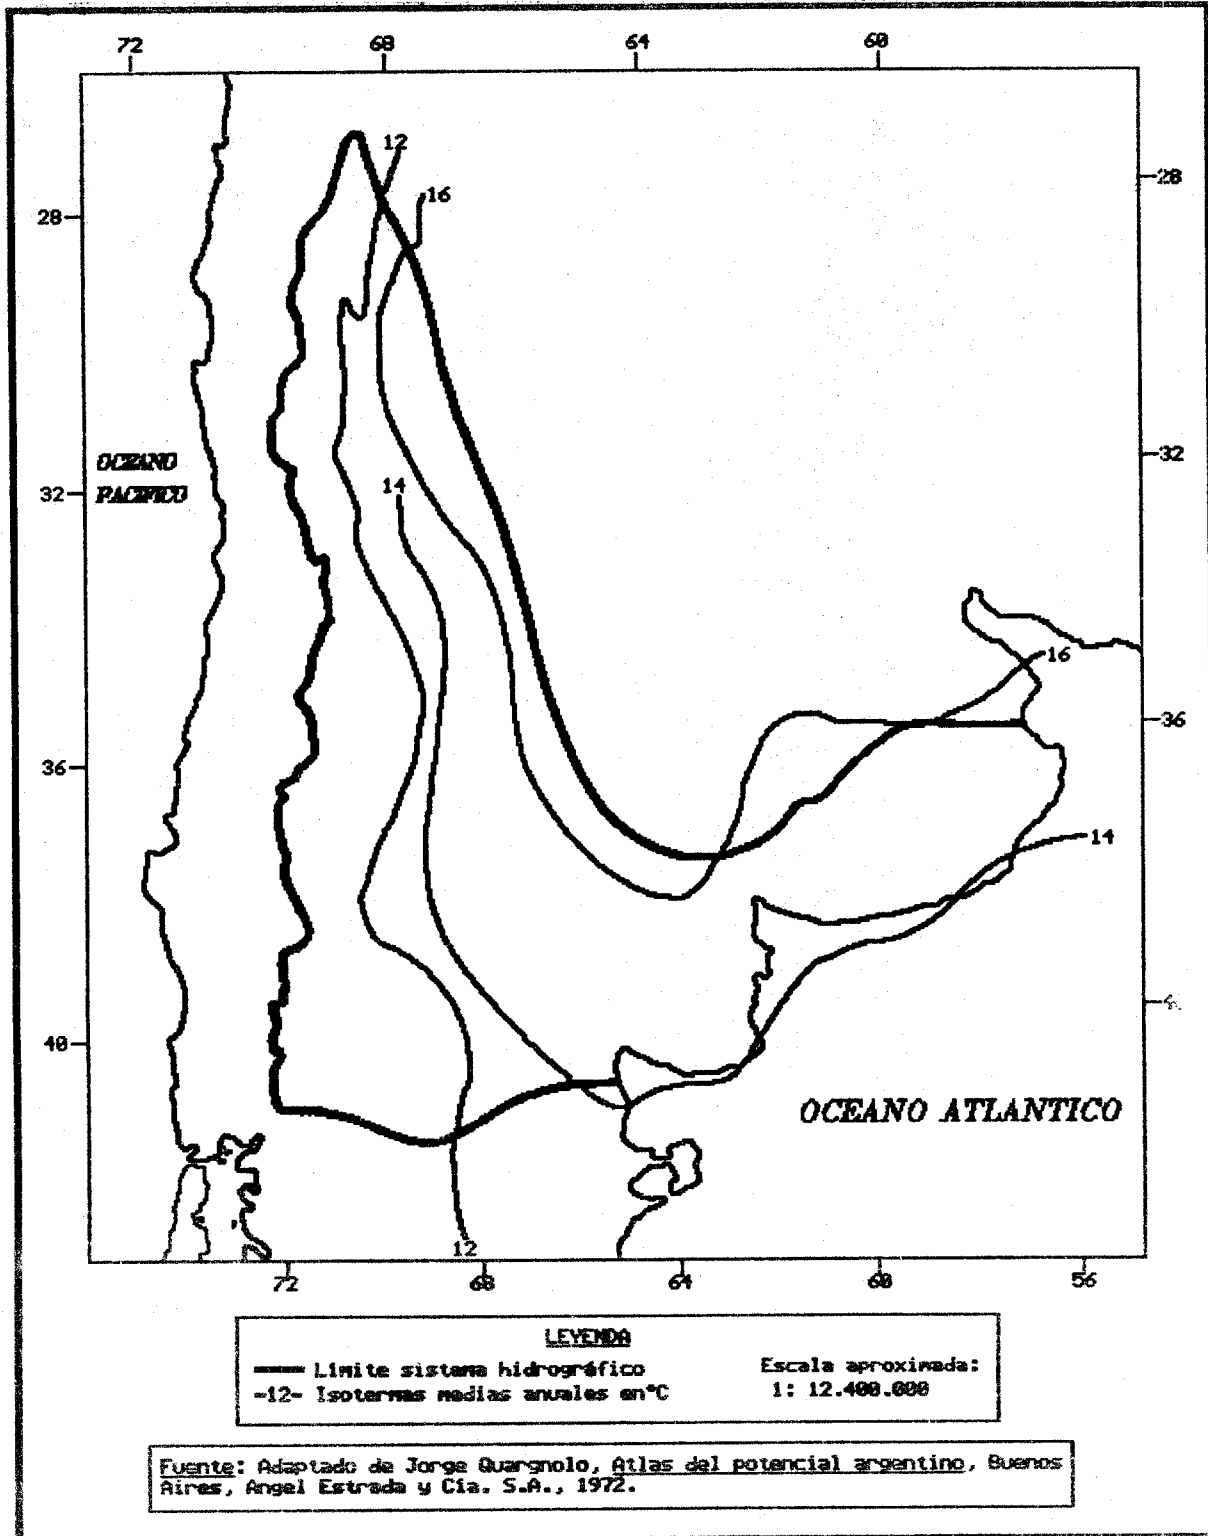 72 68 64 60
12
28
16
28
OCEANO
PACIFICO
32
32
14
16
36
36
14
40
OCEANO ATLANTICO
12
72 68 64 60 56
LEYENDA
Límite sistema hidrográfico
Escala aproximada:
-12- Isotermas medias anuales en°C
1: 12.400.000
Fuente: Adaptado de Jorge Quargnolo, Atlas del potencial argentino, Buenos
Aires, Angel Estrada y Cía. S.A., 1972.